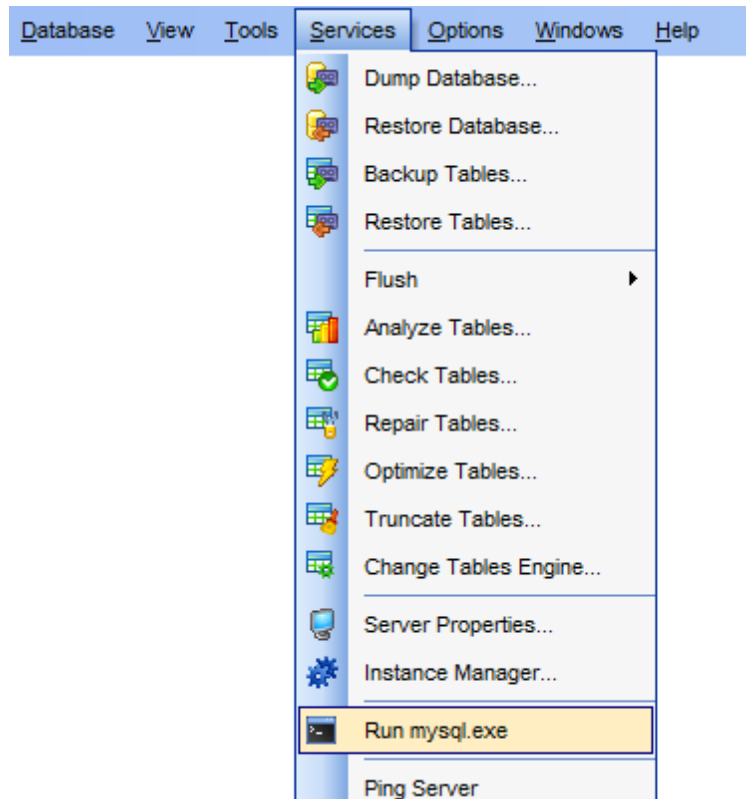 Database View Tools Services Options Windows Help
Dump Database...
Restore Database...
Backup Tables...
Restore Tables...
Flush
Analyze Tables...
Check Tables...
Repair Tables...
Optimize Tables...
Truncate Tables...
Change Tables Engine...
Server Properties...
Instance Manager...
Run mysql.exe
Ping Server